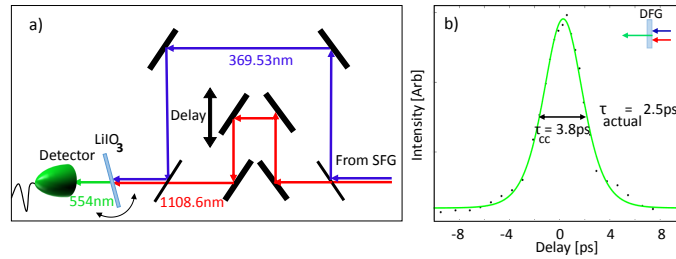 a)
369.53nm
Delay
LiIO3
Detector
From SFG
554nm
1108.6nm
b)
DFG
Intensity [Arb]
τcc = 3.8ps
τactual = 2.5ps
-8 -4 0 4 8
Delay [ps]